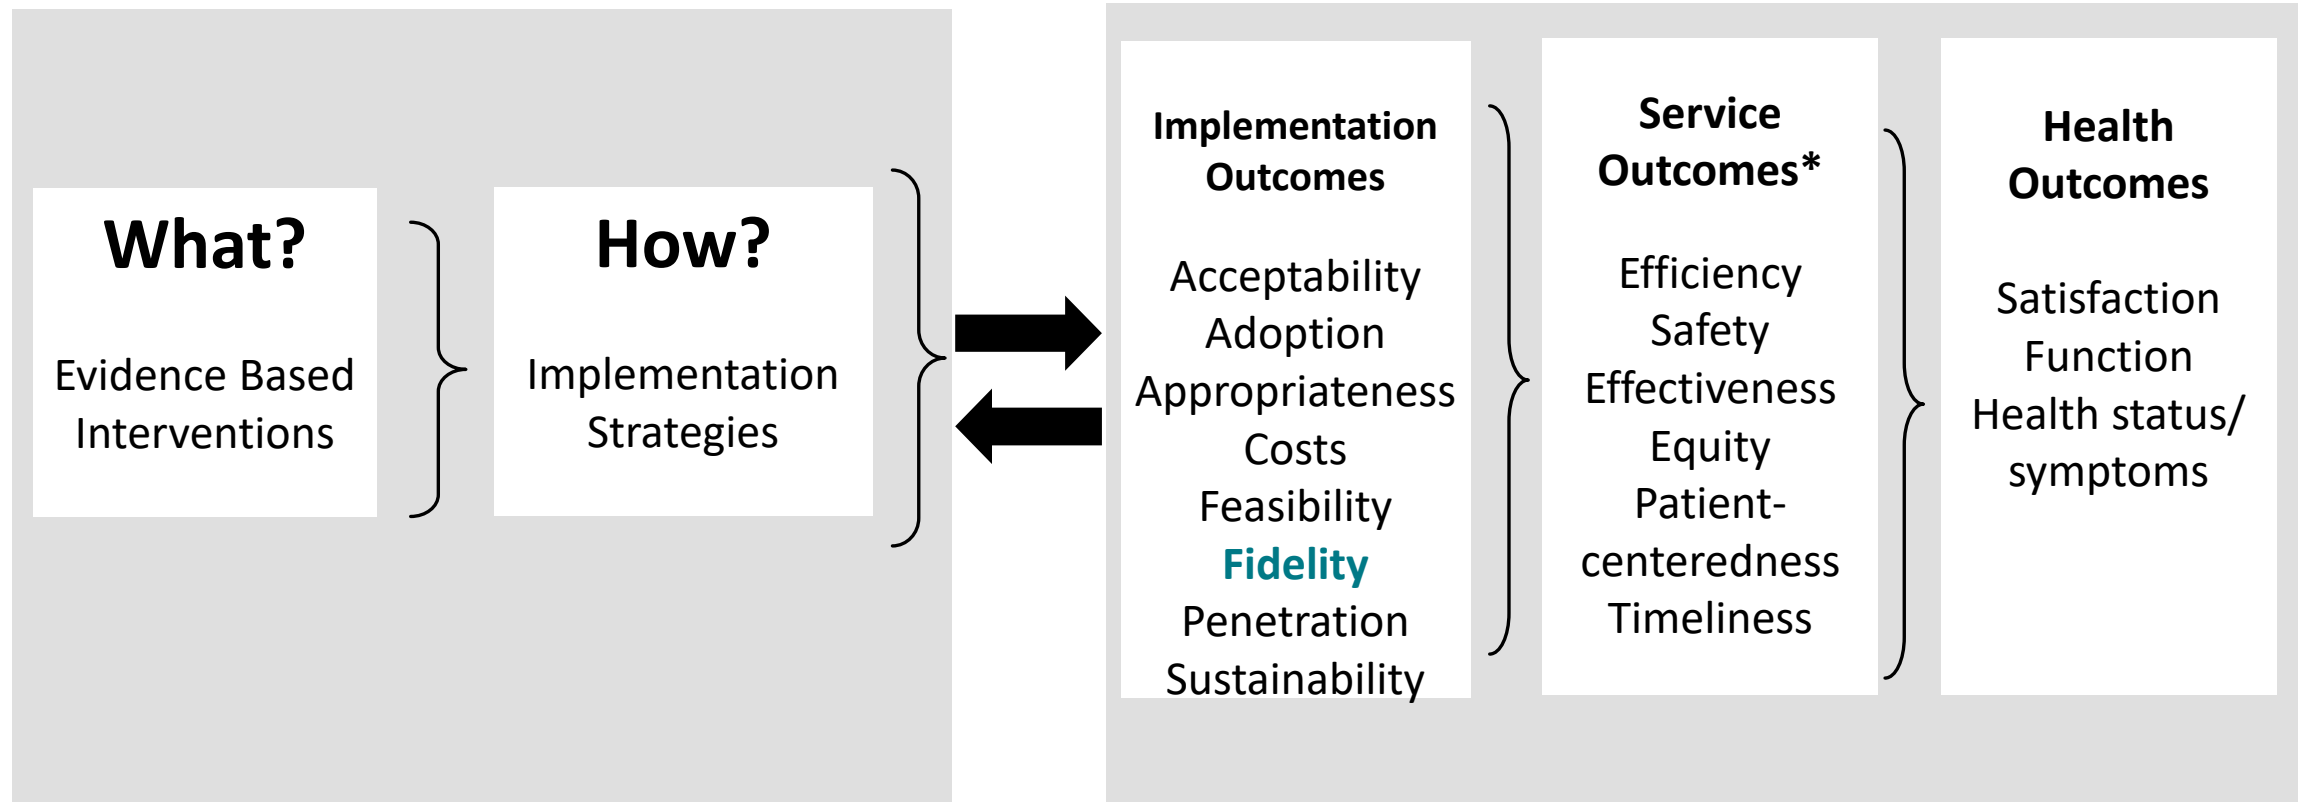 What?
Evidence Based
Interventions
How?
Implementation
Strategies
Implementation
Outcomes
Acceptability
Adoption
Appropriateness
Costs
Feasibility
Fidelity
Penetration
Sustainability
Service
Outcomes*
Efficiency
Safety
Effectiveness
Equity
Patient-
centeredness
Timeliness
Health
Outcomes
Satisfaction
Function
Health status/
symptoms